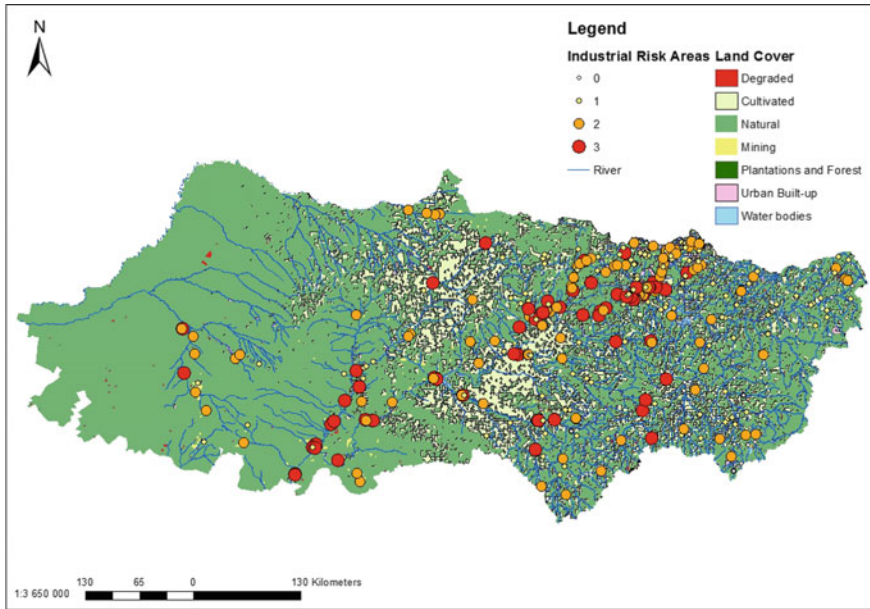 N
Legend
Industrial Risk Areas Land Cover
0
1
2
3
River
Degraded
Cultivated
Natural
Mining
Plantations and Forest
Urban Built-up
Water bodies
130 65 0 130 Kilometers
1:3 650 000